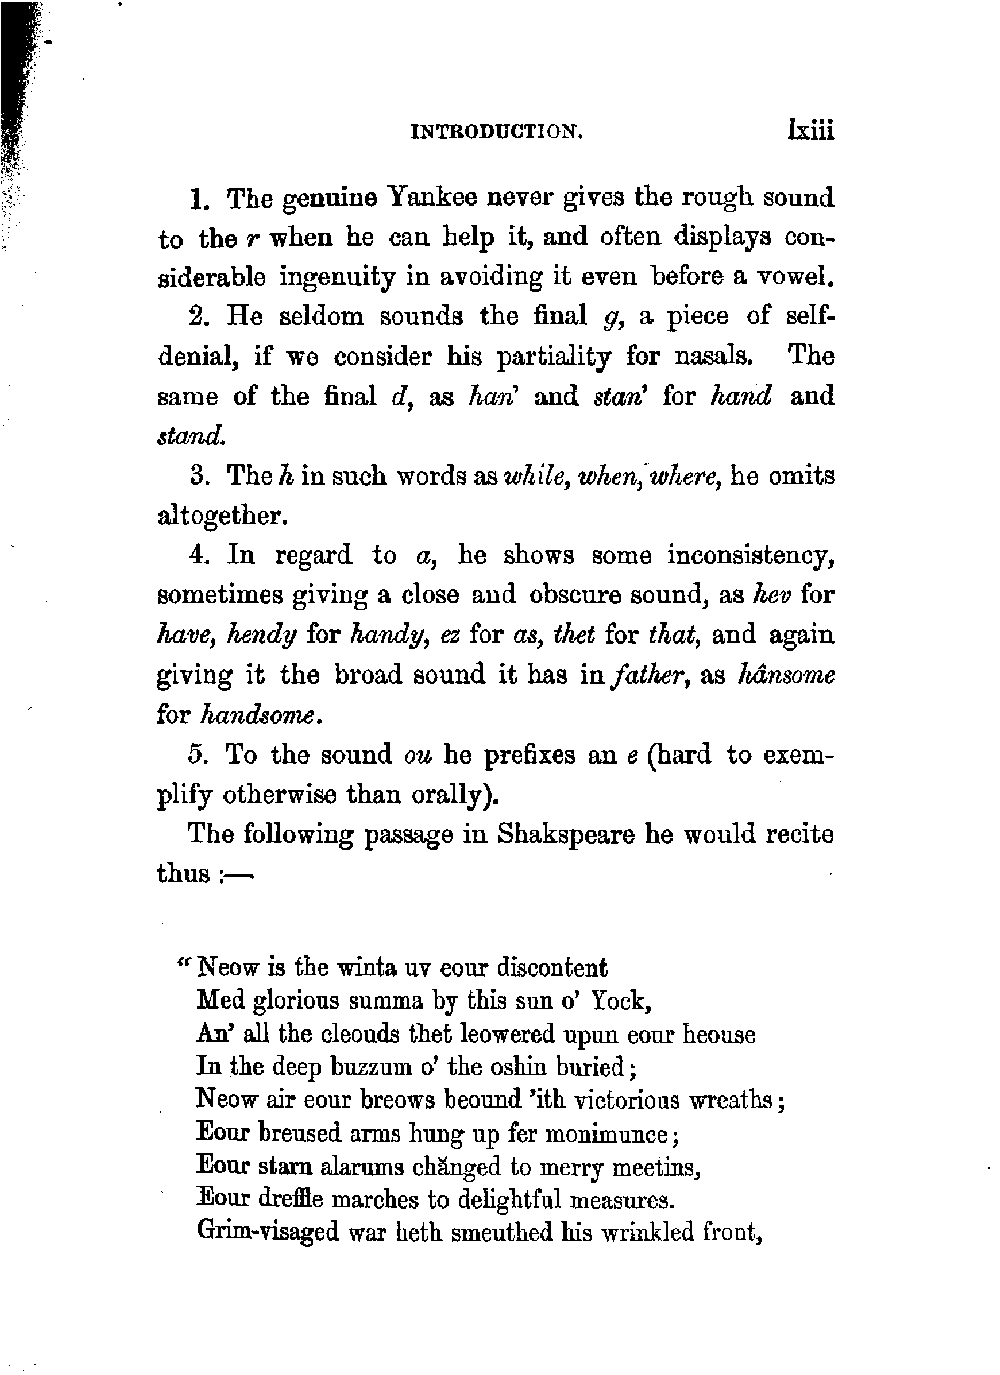 INTRODUCTION. lxiii
1. The genuine Yankee never gives the rough sound
to the r when he can help it, and often displays con-
siderable ingenuity in avoiding it even before a vowel.
2. He seldom sounds the final g, a piece of self-
denial, if we consider his partiality for nasals. The
same of the final d, as han' and stan' for hand and
stand.
3. The h in such words as while, when, where, he omits
altogether.
4. In regard to a, he shows some inconsistency,
sometimes giving a close and obscure sound, as hev for
have, hendy for handy, ez for as, thet for that, and again
giving it the broad sound it has in father, as hânsome
for handsome.
5. To the sound ou he prefixes an e (hard to exem-
plify otherwise than orally).
The following passage in Shakspeare he would recite
thus :—
“ Neow is the winta uv eour discontent
Med glorious summa by this sun o' Yock,
An' all the cleouds thet leowered upun eour heouse
In the deep buzzum o' the oshin buried ;
Neow air eour breows beound 'ith victorious wreaths ;
Eour breused arms hung up fer monimunce ;
Eour starn alarums chănged to merry meetins,
Eour dreffle marches to delightful measures.
Grim-visaged war heth smeuthed his wrinkled front,